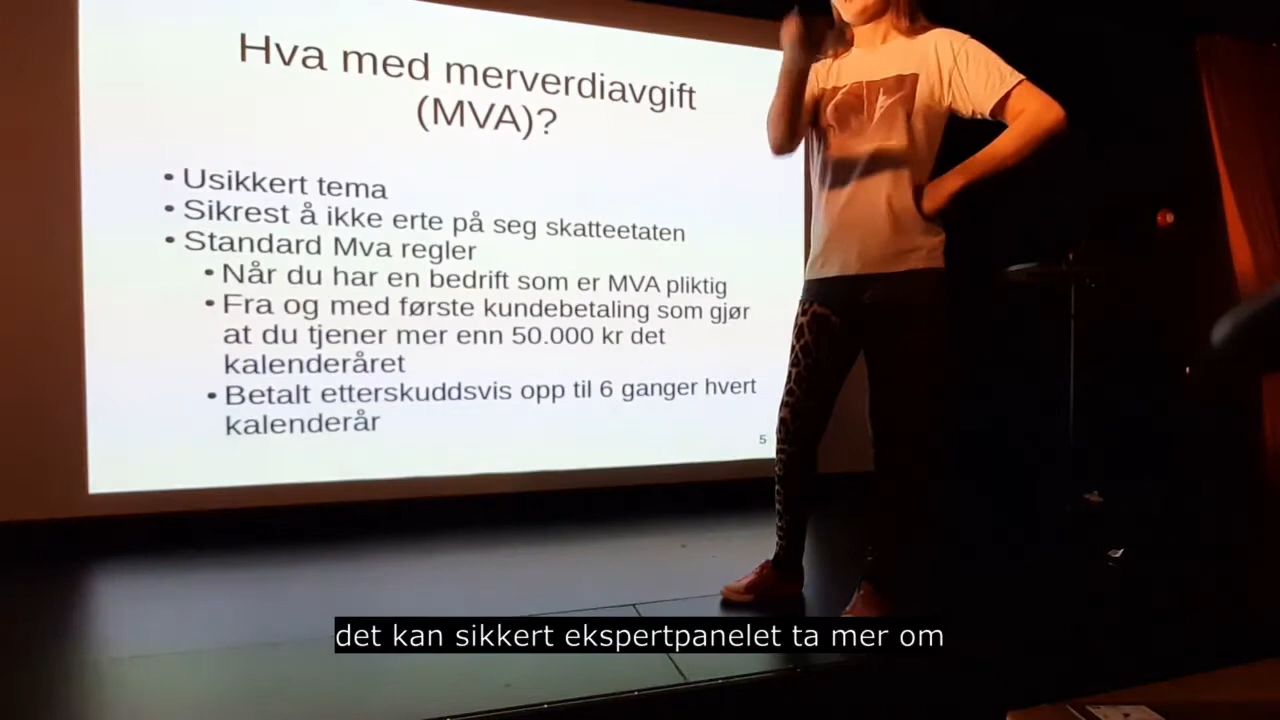 Hva med merverdiavgift
(MVA)?
• Usikkert tema
• Sikrest å ikke erte på seg skatteetaten
• Standard Mva regler
• Når du har en bedrift som er MVA pliktig
• Fra og med første kundebetaling som gjør
at du tjener mer enn 50.000 kr det
kalenderåret
• Betalt etterskuddsvis opp til 6 ganger hvert
kalenderår
5
det kan sikkert ekspertpanelet ta mer om